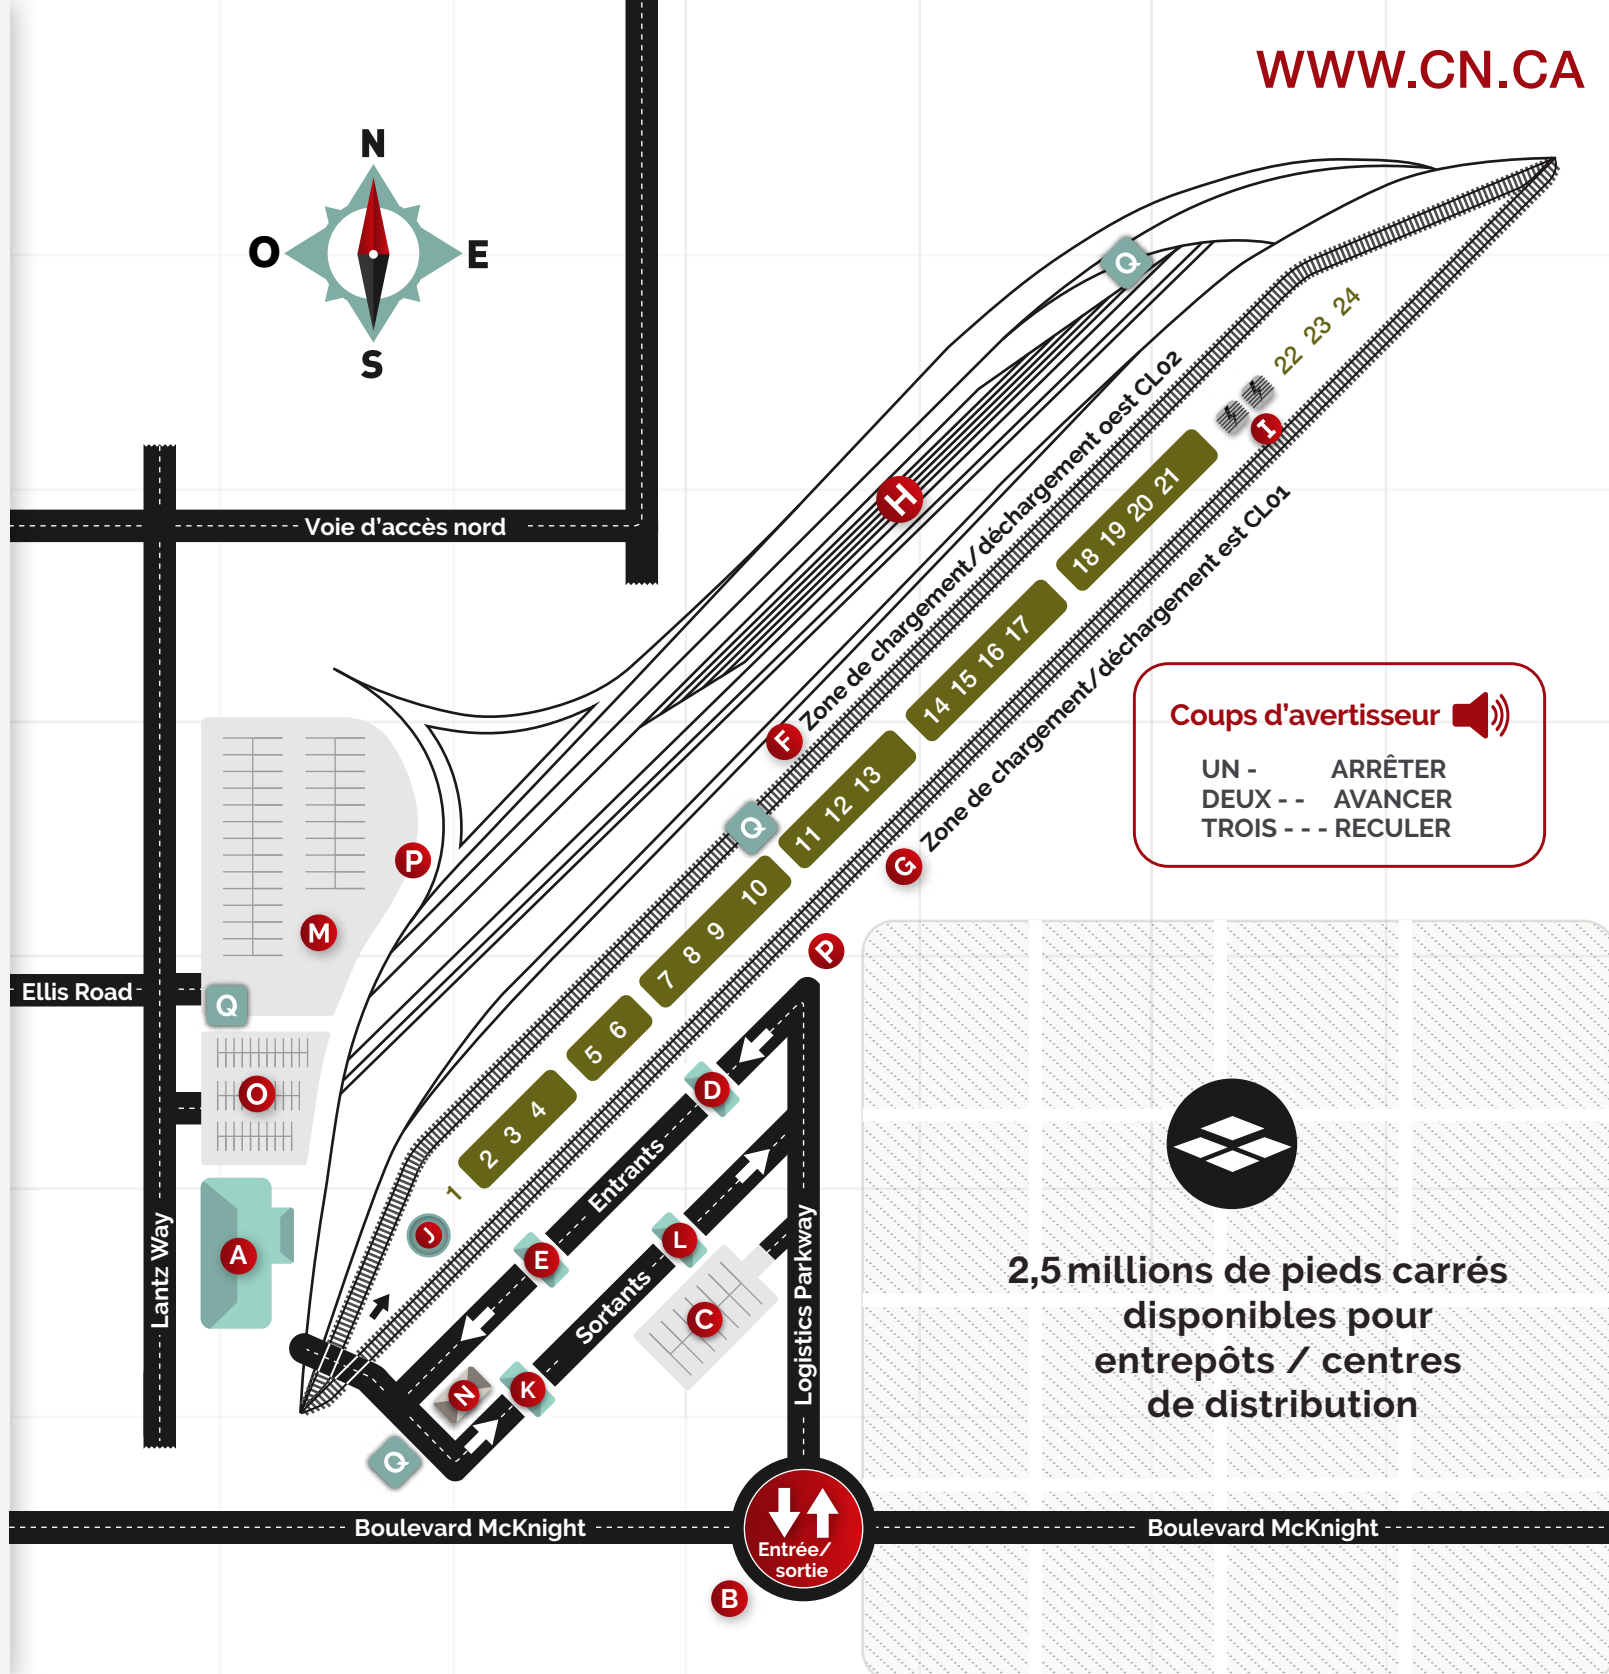 WWW.CN.CA
N
O
E
S
Q
22 23 24
Zone de chargement/déchargement oest CL02
I
H
18 19 20 21
Voie d'accès nord
Zone de chargement/déchargement est CL01
14 15 16 17
F
Coups d'avertisseur
UN - ARRÊTER
DEUX - - AVANCER
TROIS - - - RECULER
Q
11 12 13
P
G
M
7 8 9 10
P
Ellis Road
Q
5 6
O
D
2 3 4
Entrants
1
J
L
E
A
Lantz Way
Sortants
C
Logistics Parkway
2,5 millions de pieds carrés
disponibles pour
entrepôts / centres
de distribution
N
K
Q
Boulevard McKnight
Entrée/
sortie
Boulevard McKnight
B